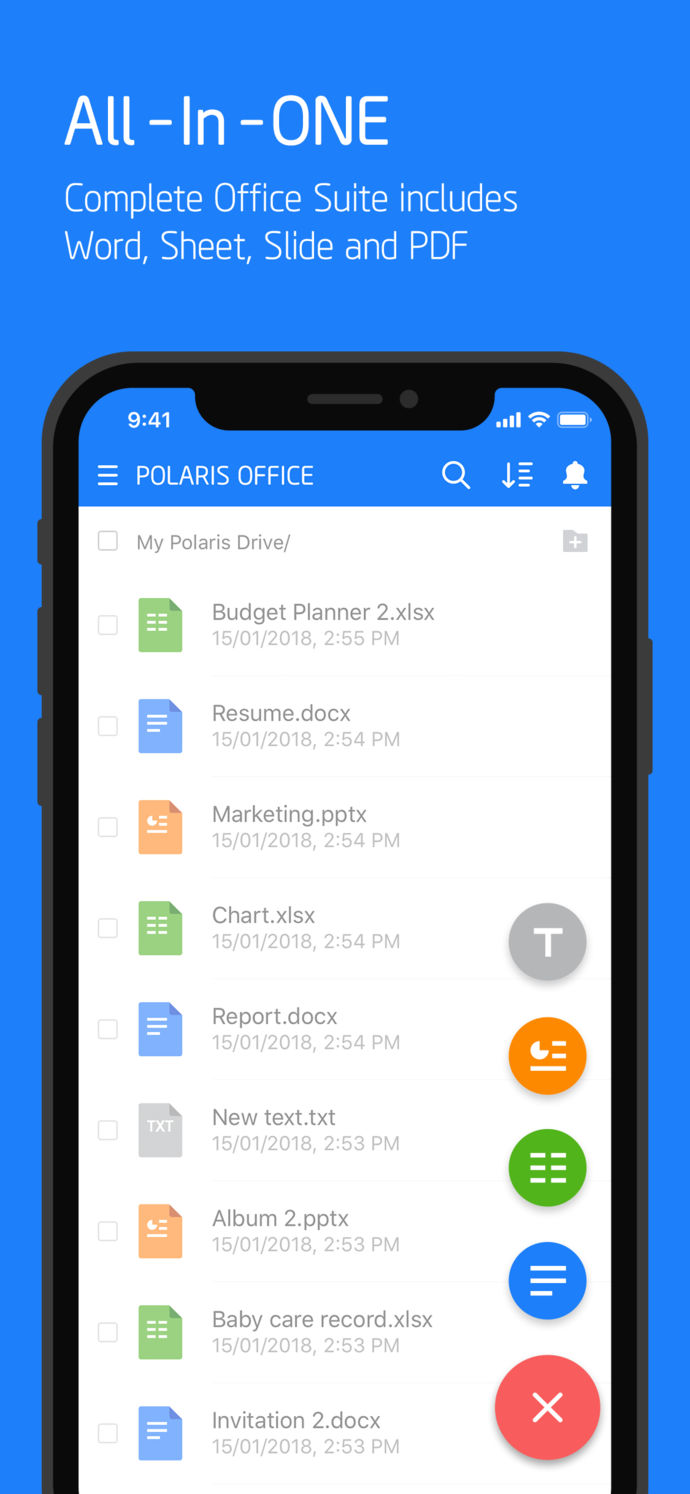 All-In-ONE
Complete Office Suite includes
Word, Sheet, Slide and PDF
9:41
POLARIS OFFICE
My Polaris Drive/
Budget Planner 2.xlsx
15/01/2018, 2:55 PM
Resume.docx
15/01/2018, 2:54 PM
Marketing.pptx
15/01/2018, 2:54 PM
Chart.xlsx
15/01/2018, 2:54 PM
T
Report.docx
15/01/2018, 2:54 PM
TXT
New text.txt
15/01/2018, 2:53 PM
Album 2.pptx
15/01/2018, 2:53 PM
Baby care record.xlsx
15/01/2018, 2:53 PM
Invitation 2.docx
15/01/2018, 2:53 PM